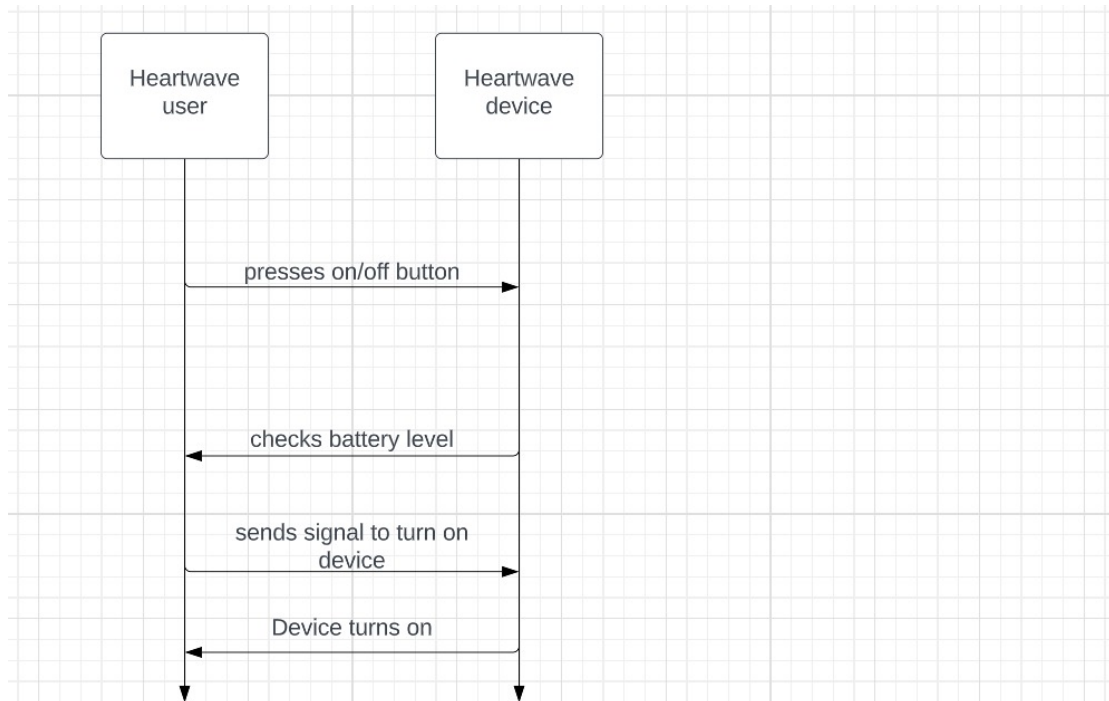 Heartwave
user
Heartwave
device
presses on/off button
checks battery level
sends signal to turn on
device
Device turns on